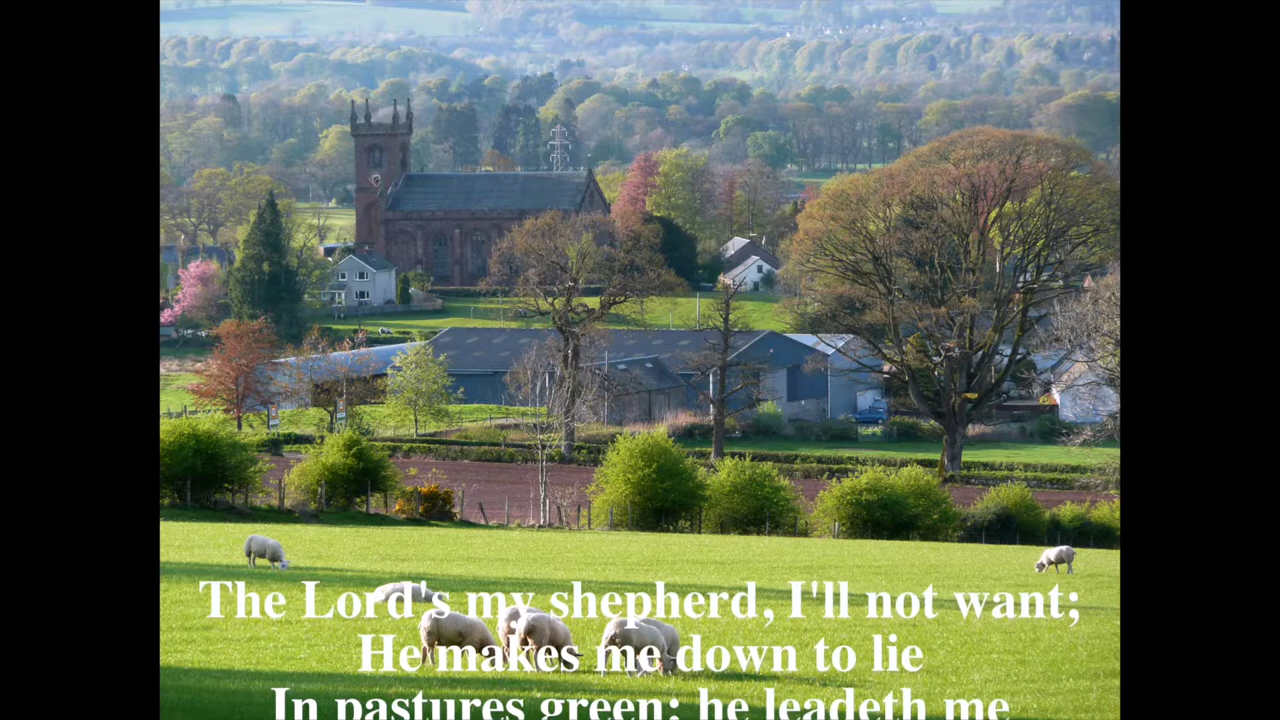 The Lord's my shepherd, I'll not want;
He makes me down to lie
In pastures green; he leadeth me